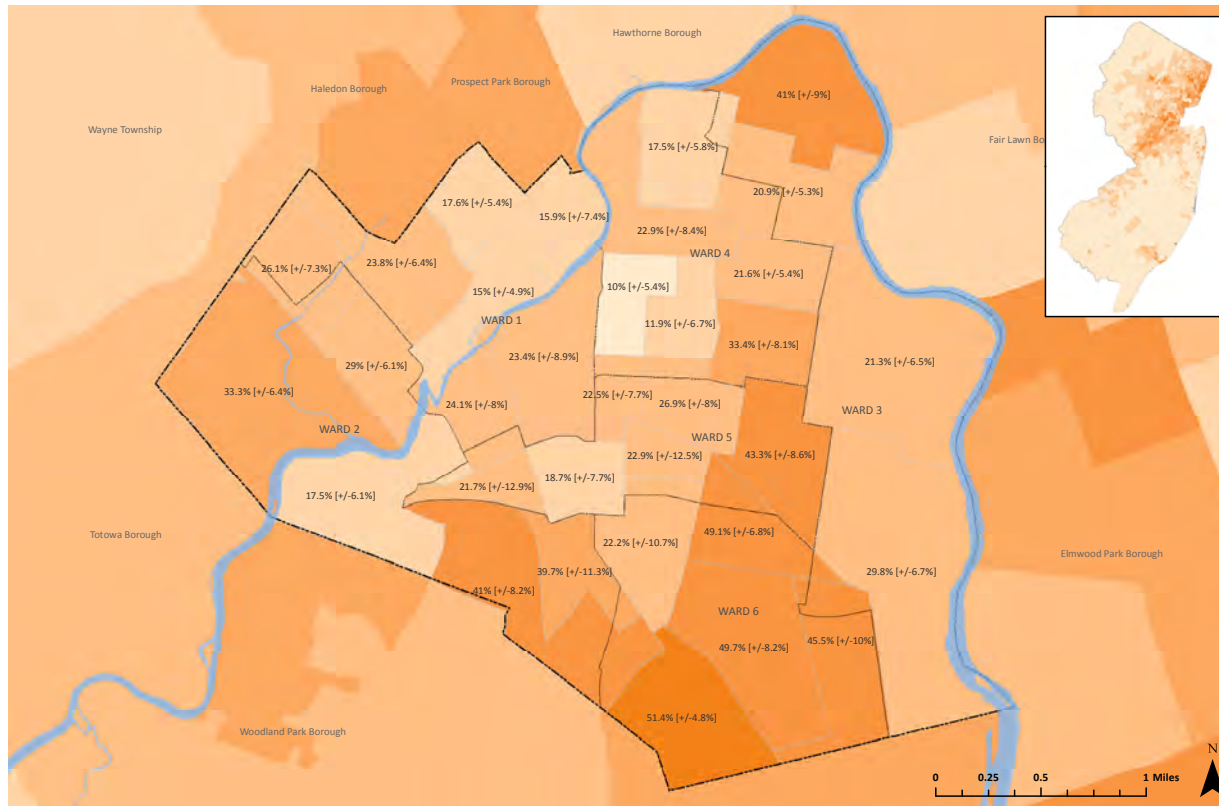 Hawthorne Borough
Prospect Park Borough
Haledon Borough
41% [+/-9%]
Wayne Township
Fair Lawn Bo
17.5% [+/-5.8%]
20.9% [+/-5.3%]
17.6% [+/-5.4%]
15.9% [+/-7.4%]
22.9% [+/-8.4%]
WARD 4
23.8% [+/-6.4%]
26.1% [+/-7.3%]
21.6% [+/-5.4%]
10% [+/-5.4%]
15% [+/-4.9%]
WARD 1
11.9% [+/-6.7%]
33.4% [+/-8.1%]
23.4% [+/-8.9%]
21.3% [+/-6.5%]
29% [+/-6.1%]
33.3% [+/-6.4%]
22.5% [+/-7.7%]
24.1% [+/-8%]
26.9% [+/-8%]
WARD 3
WARD 2
WARD 5
22.9% [+/-12.5%]
43.3% [+/-8.6%]
18.7% [+/-7.7%]
21.7% [+/-12.9%]
17.5% [+/-6.1%]
Totowa Borough
49.1% [+/-6.8%]
22.2% [+/-10.7%]
Elmwood Park Borough
39.7% [+/-11.3%]
29.8% [+/-6.7%]
41% [+/-8.2%]
WARD 6
45.5% [+/-10%]
49.7% [+/-8.2%]
51.4% [+/-4.8%]
Woodland Park Borough
N
0 0.25 0.5 1 Miles